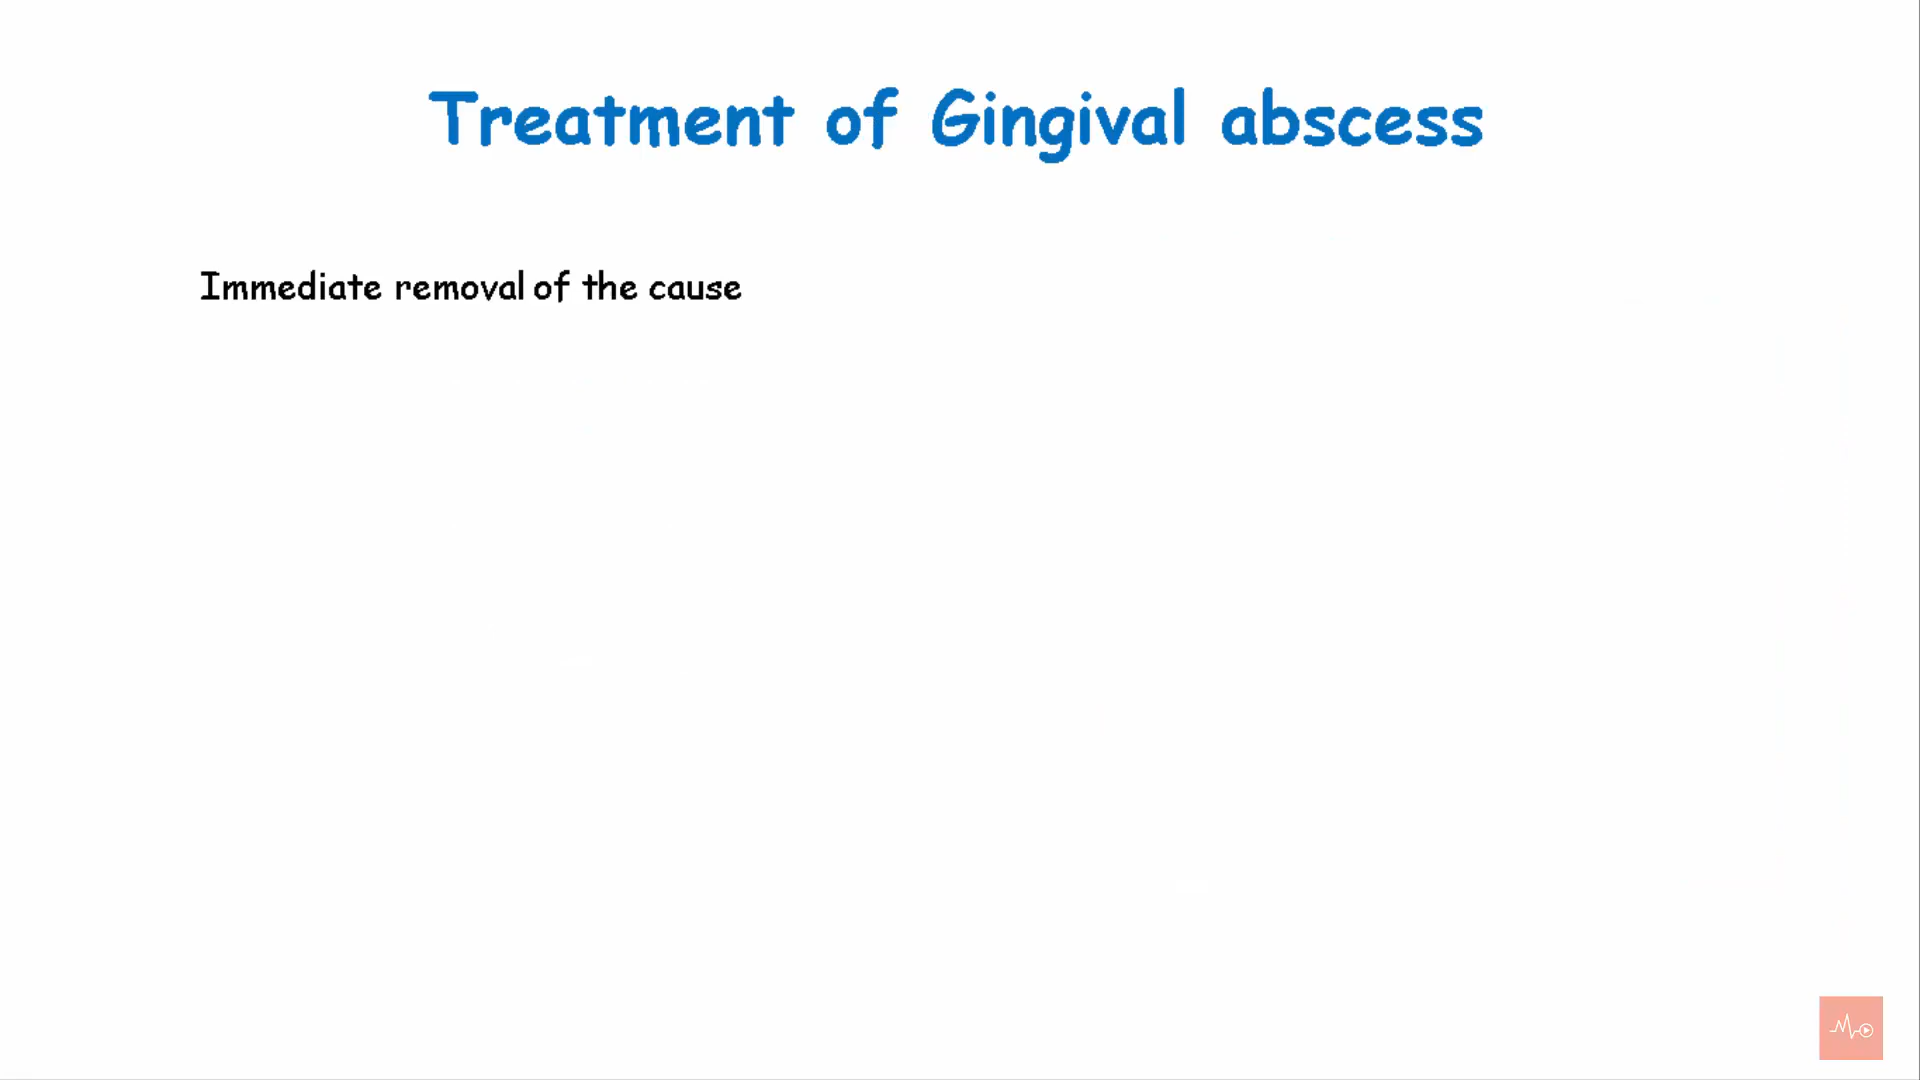 Treatment of Gingival abscess
Immediate removal of the cause